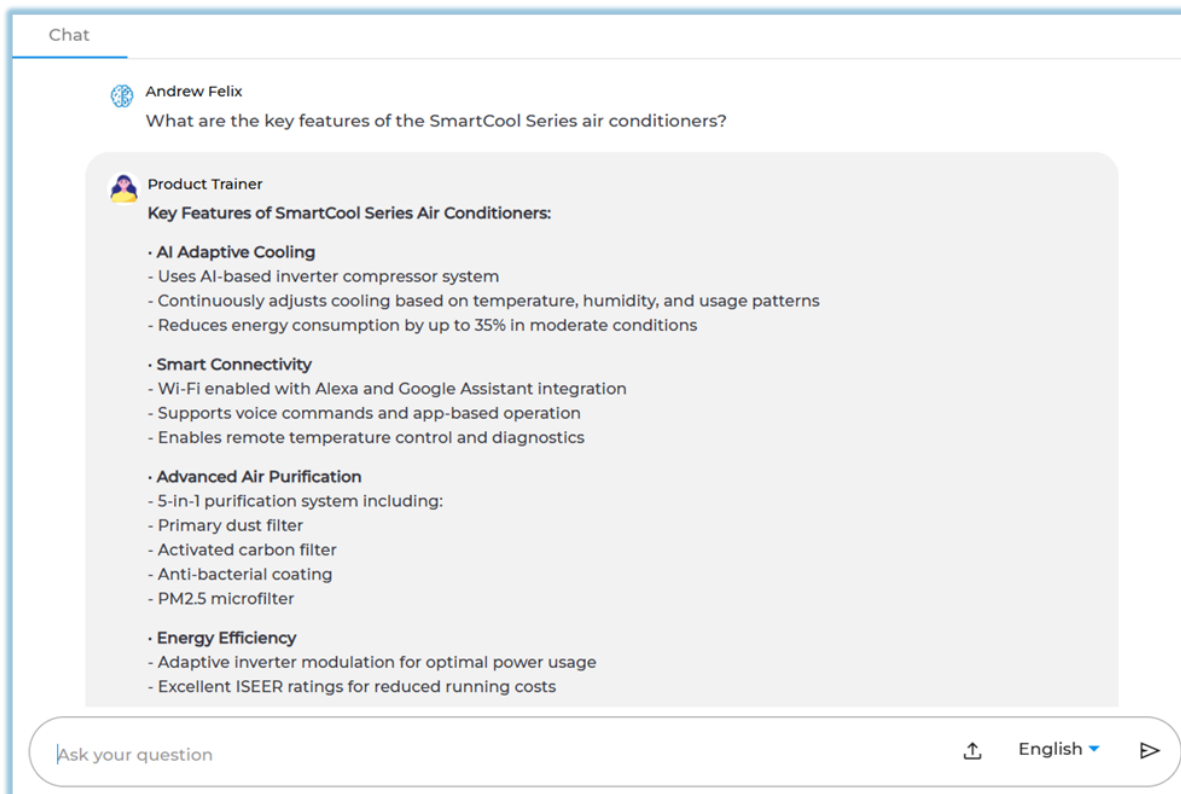 Chat
Andrew Felix
What are the key features of the SmartCool Series air conditioners?
Product Trainer
Key Features of SmartCool Series Air Conditioners:
· AI Adaptive Cooling
- Uses AI-based inverter compressor system
- Continuously adjusts cooling based on temperature, humidity, and usage patterns
- Reduces energy consumption by up to 35% in moderate conditions
· Smart Connectivity
- Wi-Fi enabled with Alexa and Google Assistant integration
- Supports voice commands and app-based operation
- Enables remote temperature control and diagnostics
· Advanced Air Purification
- 5-in-1 purification system including:
- Primary dust filter
- Activated carbon filter
- Anti-bacterial coating
- PM2.5 microfilter
· Energy Efficiency
- Adaptive inverter modulation for optimal power usage
- Excellent ISEER ratings for reduced running costs
Ask your question
English